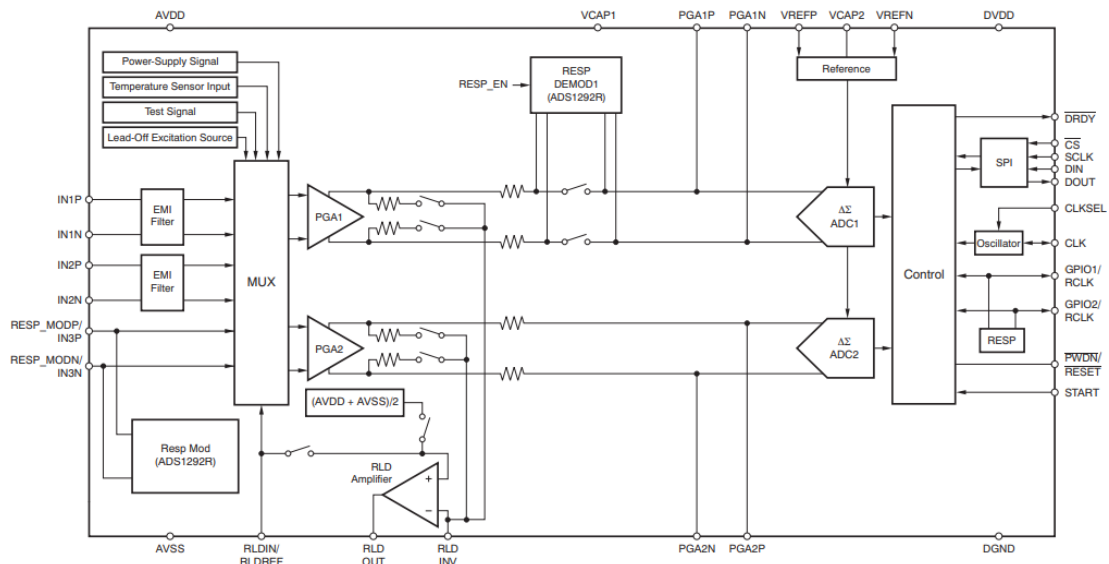 AVDD
VCAP1
PGA1P
PGA1N
VREFP
VCAP2
VREFN
DVDD
Power-Supply Signal
Temperature Sensor Input
Test Signal
Lead-Off Excitation Source
RESP_EN
RESP
DEMOD1
(ADS1292R)
Reference
DRDY
CS
SCLK
DIN
DOUT
SPI
CLKSEL
Oscillator
CLK
IN1P
IN1N
EMI
Filter
IN2P
IN2N
EMI
Filter
MUX
PGA1
ΔΣ
ADC1
Control
GPIO1/
RCLK
GPIO2/
RCLK
RESP
RESP_MODP/
IN3P
RESP_MODN/
IN3N
PGA2
ΔΣ
ADC2
PWDN/
RESET
START
(AVDD + AVSS)/2
Resp Mod
(ADS1292R)
RLD
Amplifier
+
−
AVSS
RLDIN/
RLDREF
RLD
OUT
RLD
INV
PGA2N
PGA2P
DGND